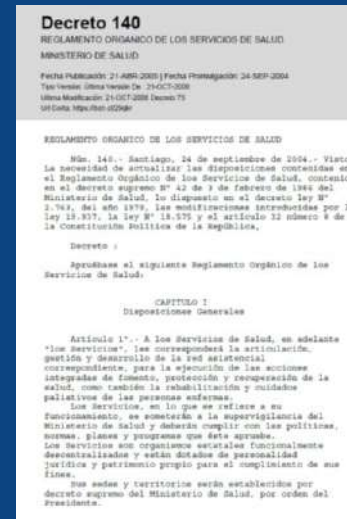 Decreto 140
REGLAMENTO ORGANICO DE LOS SERVICIOS DE SALUD
MINISTERIO DE SALUD
Fecha Publicación: 21-ABR-2005 | Fecha Promulgación: 24-SEP-2004
Tipo Versión: Última Versión De : 21-OCT-2008
Ultima Modificación: 21-OCT-2008 Decreto 75
Url Corta:
REGLAMENTO ORGANICO DE LOS SERVICIOS DE SALUD
Núm. 140.- Santiago, 24 de septiembre de 2004.- Visto
La necesidad de actualizar las disposiciones contenidas en
el Reglamento Orgánico de los Servicios de Salud, contenid
en el decreto supremo Nº 42 de 3 de febrero de 1986 del
Ministerio de Salud, lo dispuesto en el decreto ley Nº
2.763, del año 1979, las modificaciones introducidas por l
ley 19.937, la ley Nº 18.575 y el artículo 32 número 8 de
la Constitución Política de la República,
Decreto :
Apruébase el siguiente Reglamento Orgánico de los
Servicios de Salud:
CAPITULO I
Disposiciones Generales
Artículo 1º.- A los Servicios de Salud, en adelante
"los Servicios", les corresponderá la articulación,
gestión y desarrollo de la red asistencial
correspondiente, para la ejecución de las acciones
integradas de fomento, protección y recuperación de la
salud, como también la rehabilitación y cuidados
paliativos de las personas enfermas.
Los Servicios, en lo que se refiere a su
funcionamiento, se someterán a la supervigilancia del
Ministerio de Salud y deberán cumplir con las políticas,
normas, planes y programas que éste apruebe.
Los Servicios son organismos estatales funcionalmente
descentralizados y están dotados de personalidad
jurídica y patrimonio propio para el cumplimiento de sus
fines.
Sus sedes y territorios serán establecidos por
decreto supremo del Ministerio de Salud, por orden del
Presidente.